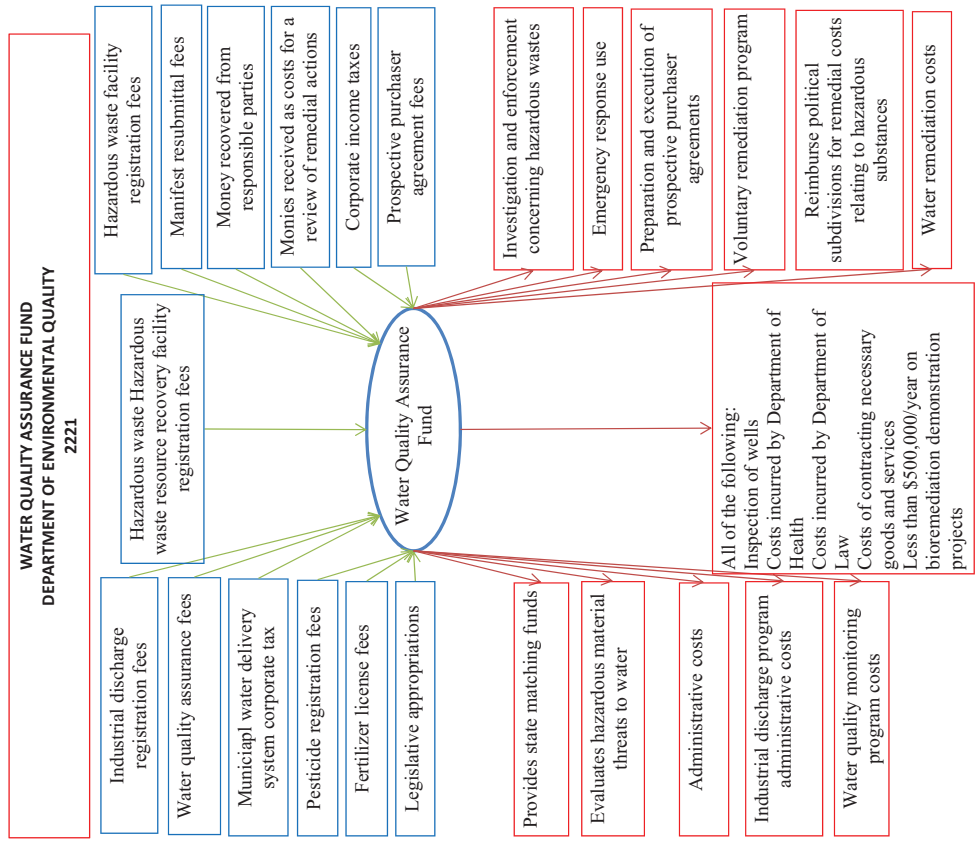 WATER QUALITY ASSURANCE FUND
DEPARTMENT OF ENVIRONMENTAL QUALITY
2221
Industrial discharge
registration fees
Water quality assurance fees
Municiapl water delivery
system corporate tax
Pesticide registration fees
Fertilizer license fees
Legislative appropriations
Hazardous waste Hazardous
waste resource recovery facility
registration fees
Hazardous waste facility
registration fees
Manifest resubmittal fees
Money recovered from
responsible parties
Monies received as costs for a
review of remedial actions
Corporate income taxes
Prospective purchaser
agreement fees
Water Quality Assurance
Fund
Provides state matching funds
Evaluates hazardous material
threats to water
Administrative costs
Industrial discharge program
administrative costs
Water quality monitoring
program costs
All of the following:
Inspection of wells
Costs incurred by Department of
Health
Costs incurred by Department of
Law
Costs of contracting necessary
goods and services
Less than $500,000/year on
bioremediation demonstration
projects
Investigation and enforcement
concerning hazardous wastes
Emergency response use
Preparation and execution of
prospective purchaser
agreements
Voluntary remediation program
Reimburse political
subdivisions for remedial costs
relating to hazardous
substances
Water remediation costs